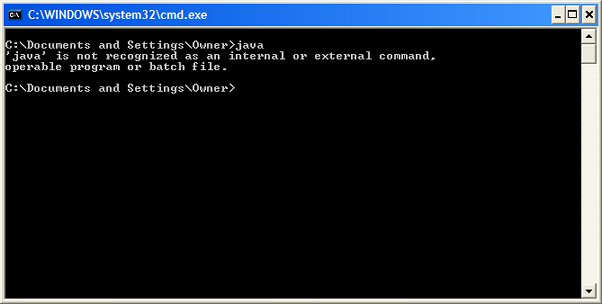 C:\WINDOWS\system32\cmd.exe
C:\Documents and Settings\Owner>java
'java' is not recognized as an internal or external command,
operable program or batch file.
C:\Documents and Settings\Owner>